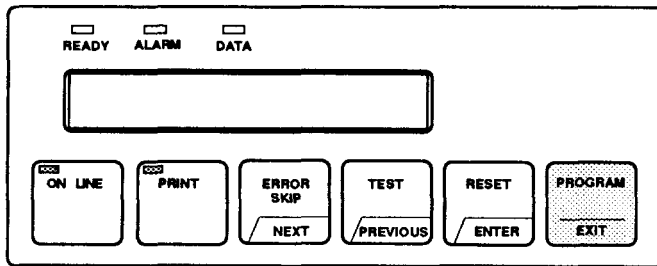 READY ALARM DATA
ON LINE PRINT ERROR SKIP TEST RESET PROGRAM
NEXT PREVIOUS ENTER EXIT